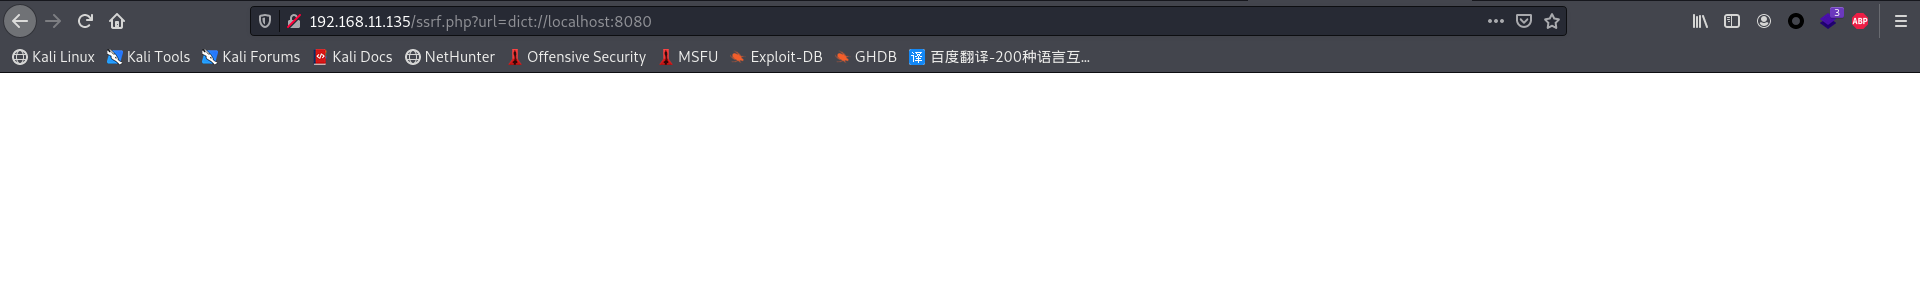 192.168.11.135/ssrf.php?url=dict://localhost:8080
3
ABP
Kali Linux Kali Tools Kali Forums Kali Docs NetHunter Offensive Security MSFU Exploit-DB GHDB 译 百度翻译-200种语言互...